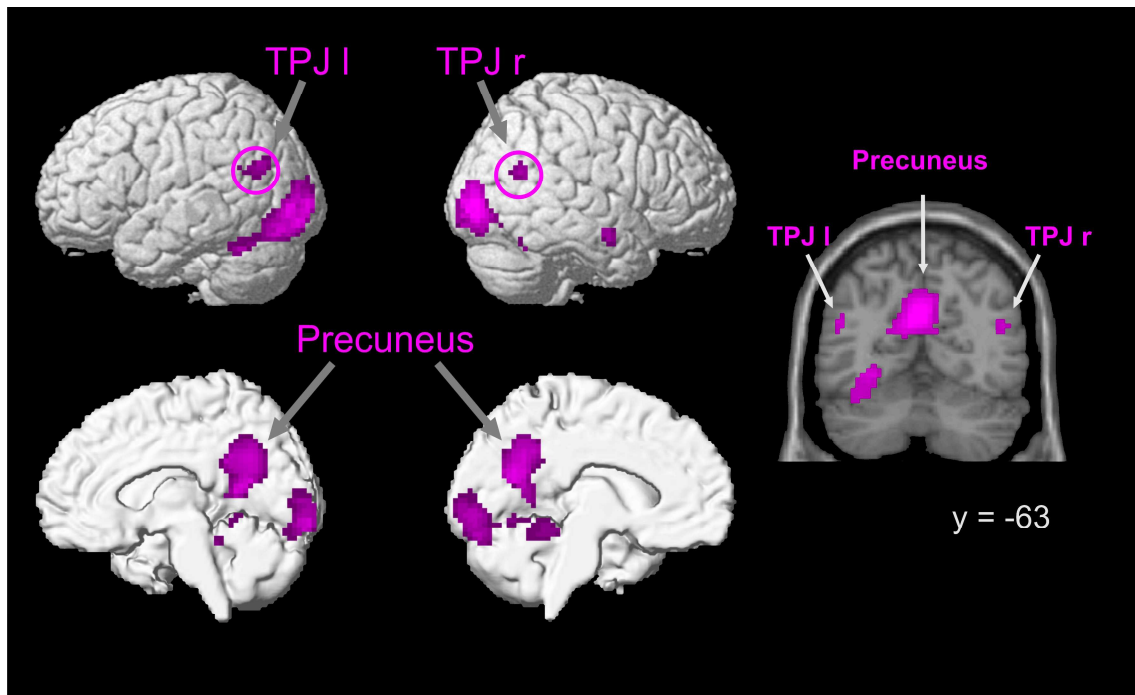 TPJ l
TPJ r
Precuneus
Precuneus
TPJ l
TPJ r
y = -63